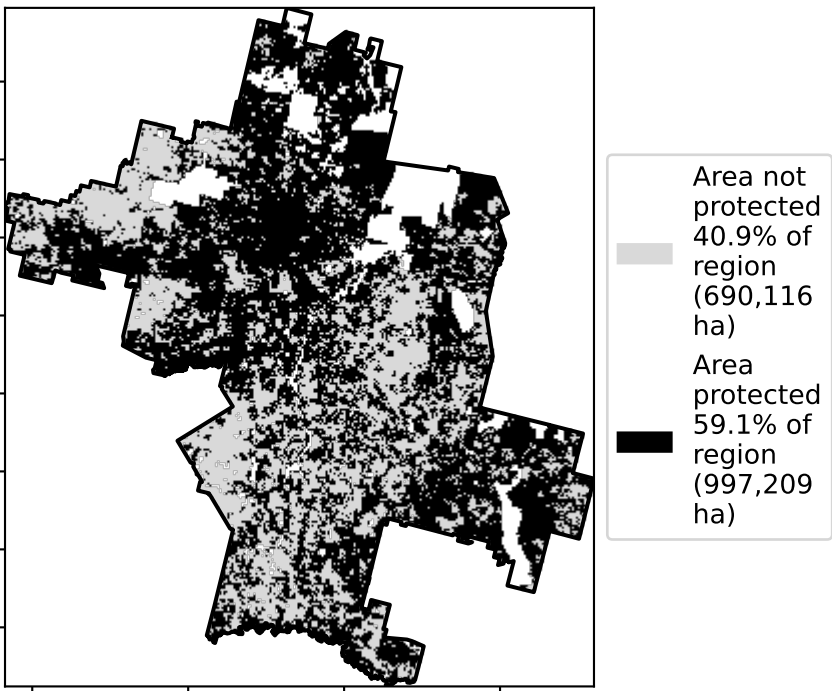 Area not
protected
40.9% of
region
(690,116
ha)
Area
protected
59.1% of
region
(997,209
ha)